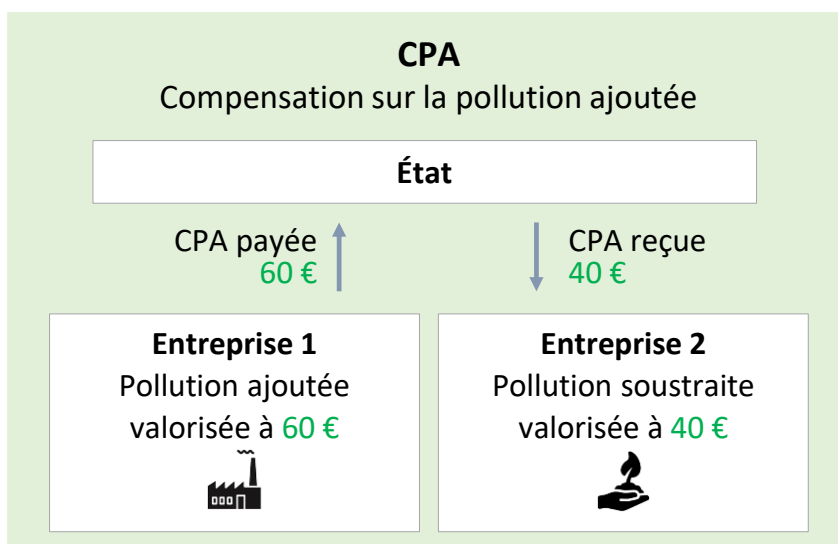 CPA
Compensation sur la pollution ajoutée
État
CPA payée
60 €
CPA reçue
40 €
Entreprise 1
Pollution ajoutée
valorisée à 60 €
Entreprise 2
Pollution soustraite
valorisée à 40 €